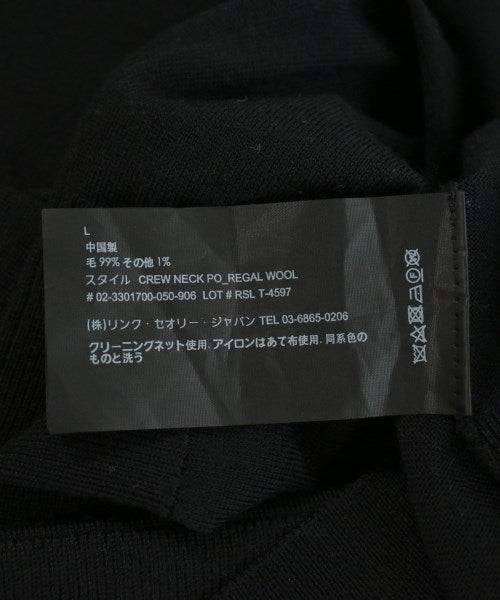 L
中国製
毛 99% その他 1%
スタイル CREW NECK PO_REGAL WOOL
# 02-3301700-050-906 LOT # RSL T-4597
(株)リンク・セオリー・ジャパン TEL 03-6865-0206
クリーニングネット使用.アイロンはあて布使用.同系色の
ものと洗う